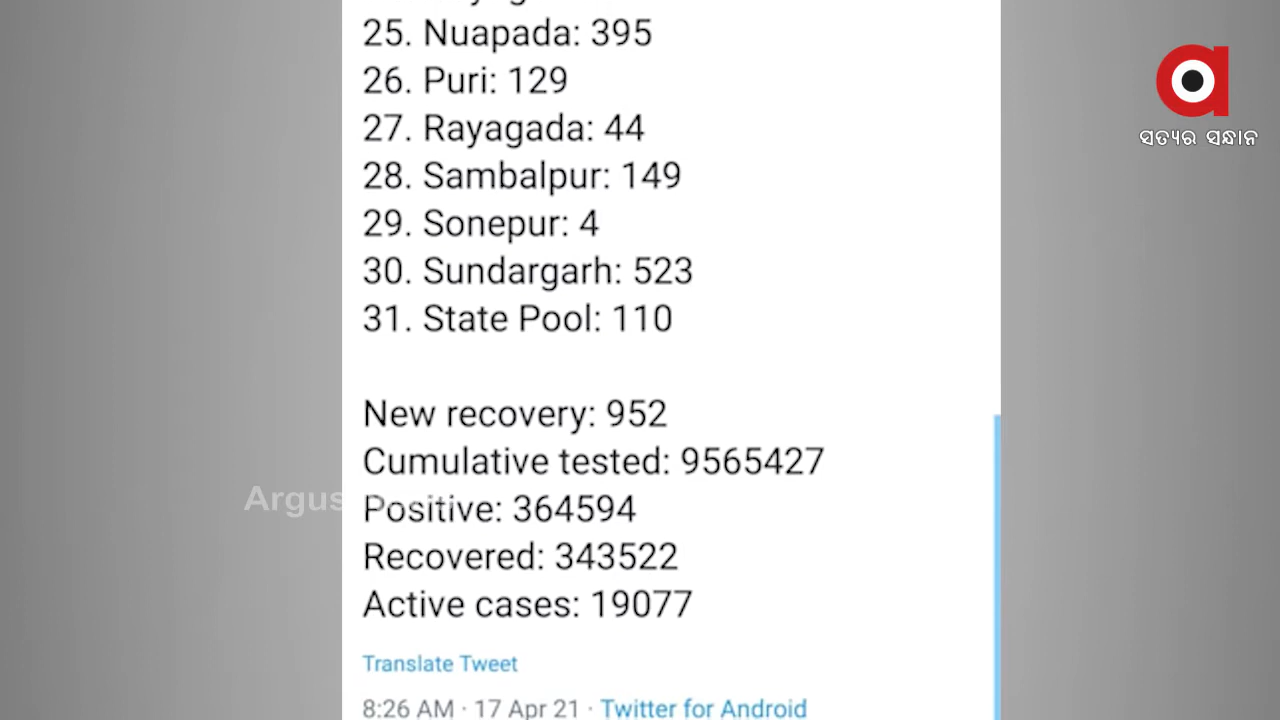 25. Nuapada: 395
26. Puri: 129
27. Rayagada: 44
28. Sambalpur: 149
29. Sonepur: 4
30. Sundargarh: 523
31. State Pool: 110
New recovery: 952
Cumulative tested: 9565427
Positive: 364594
Recovered: 343522
Active cases: 19077
Translate Tweet
8:26 AM · 17 Apr 21 · Twitter for Android
ସତ୍ୟର ସନ୍ଧାନ
Argus